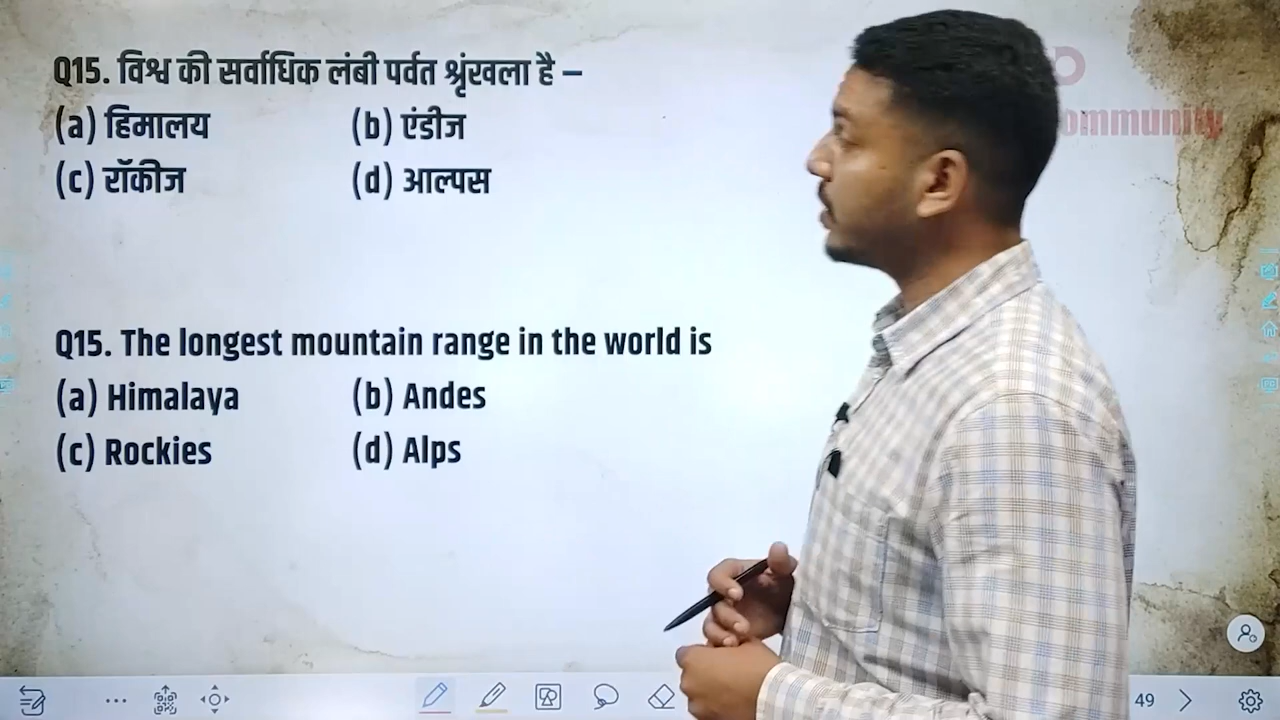 Q15. विश्व की सर्वाधिक लंबी पर्वत श्रृंखला है –
(a) हिमालय (b) एंडीज
(c) रॉकीज (d) आल्पस
ommunity
Q15. The longest mountain range in the world is
(a) Himalaya (b) Andes
(c) Rockies (d) Alps
49